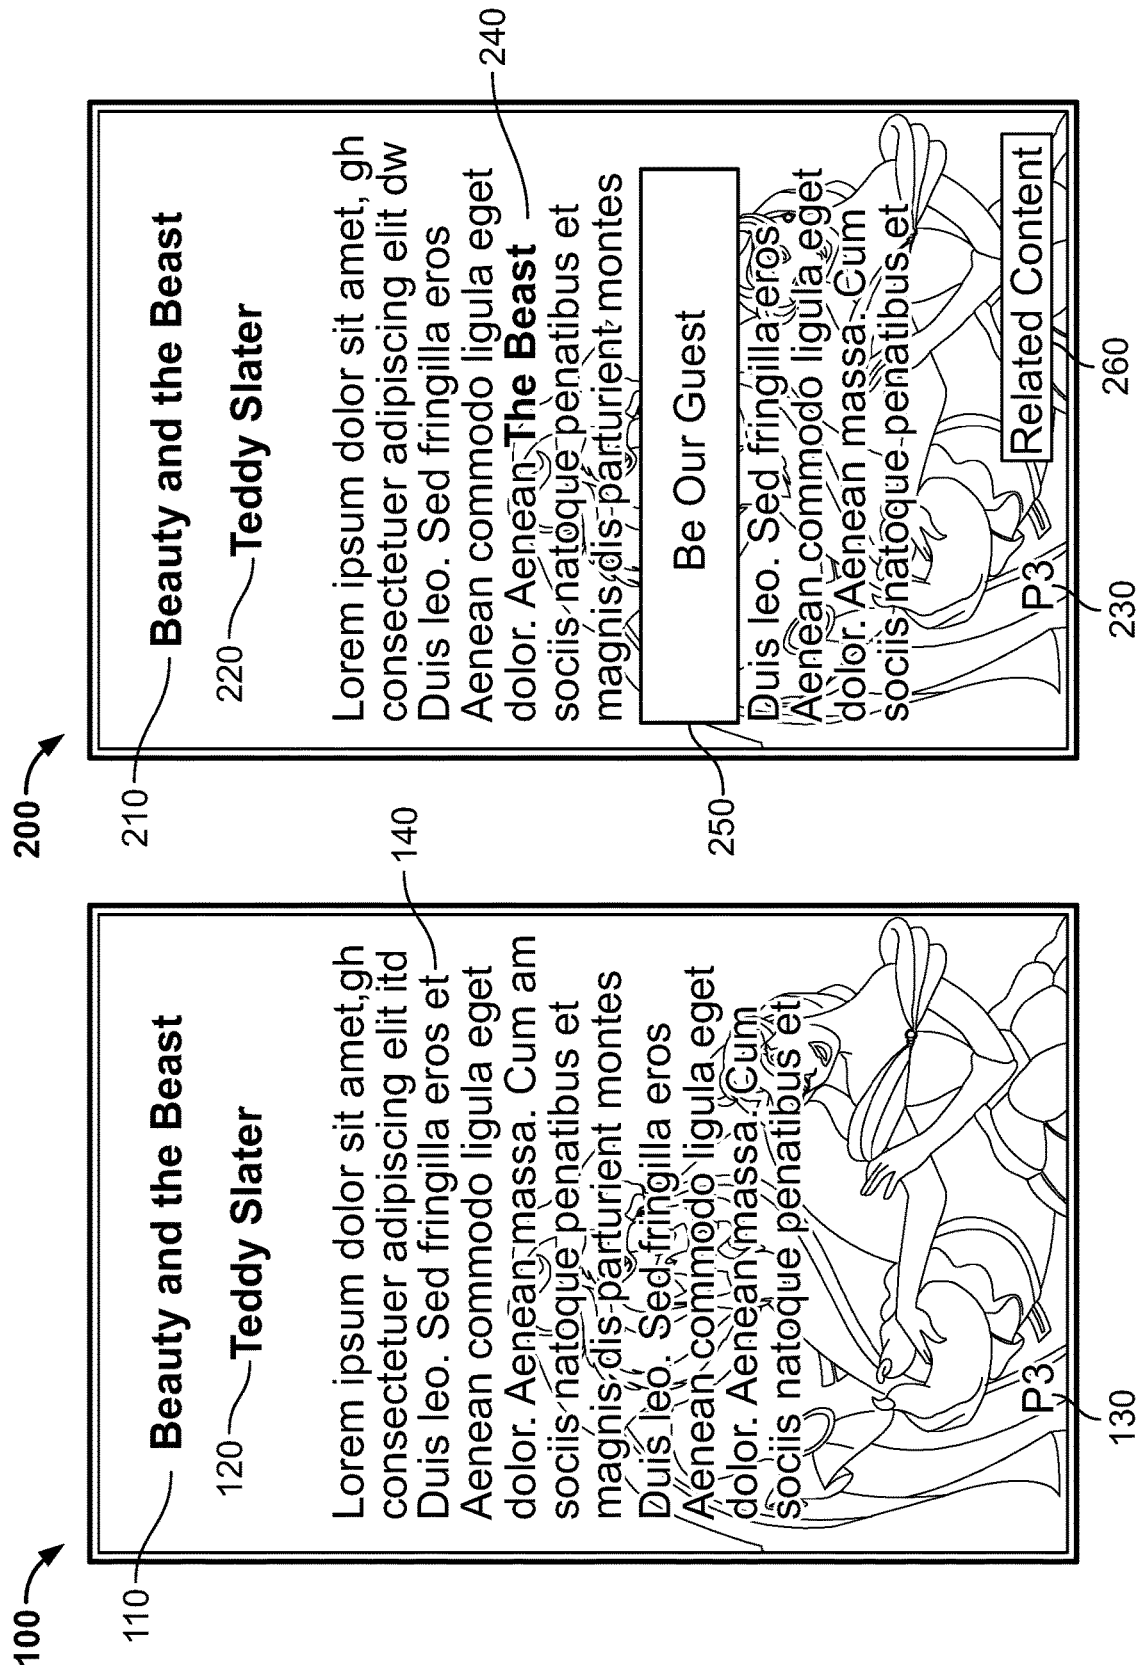 100
110
Beauty and the Beast
120
Teddy Slater
Lorem ipsum dolor sit amet,gh
consectetuer adipiscing elit itd
Duis leo. Sed fringilla eros et
140
Aenean commodo ligula eget
dolor. Aenean massa. Cum am
sociis natoque penatibus et
magnis dis parturient montes
Duis leo. Sed fringilla eros
Aenean commodo ligula eget
dolor. Aenean massa. Cum
sociis natoque penatibus et
P3
130
200
210
Beauty and the Beast
220
Teddy Slater
Lorem ipsum dolor sit amet, gh
consectetuer adipiscing elit dw
Duis leo. Sed fringilla eros
Aenean commodo ligula eget
dolor. Aenean The Beast
240
sociis natoque penatibus et
magnis dis parturient montes
Be Our Guest
250
Duis leo. Sed fringilla eros
Aenean commodo ligula eget
dolor. Aenean massa. Cum
sociis natoque penatibus et
Related Content
P3
230
260